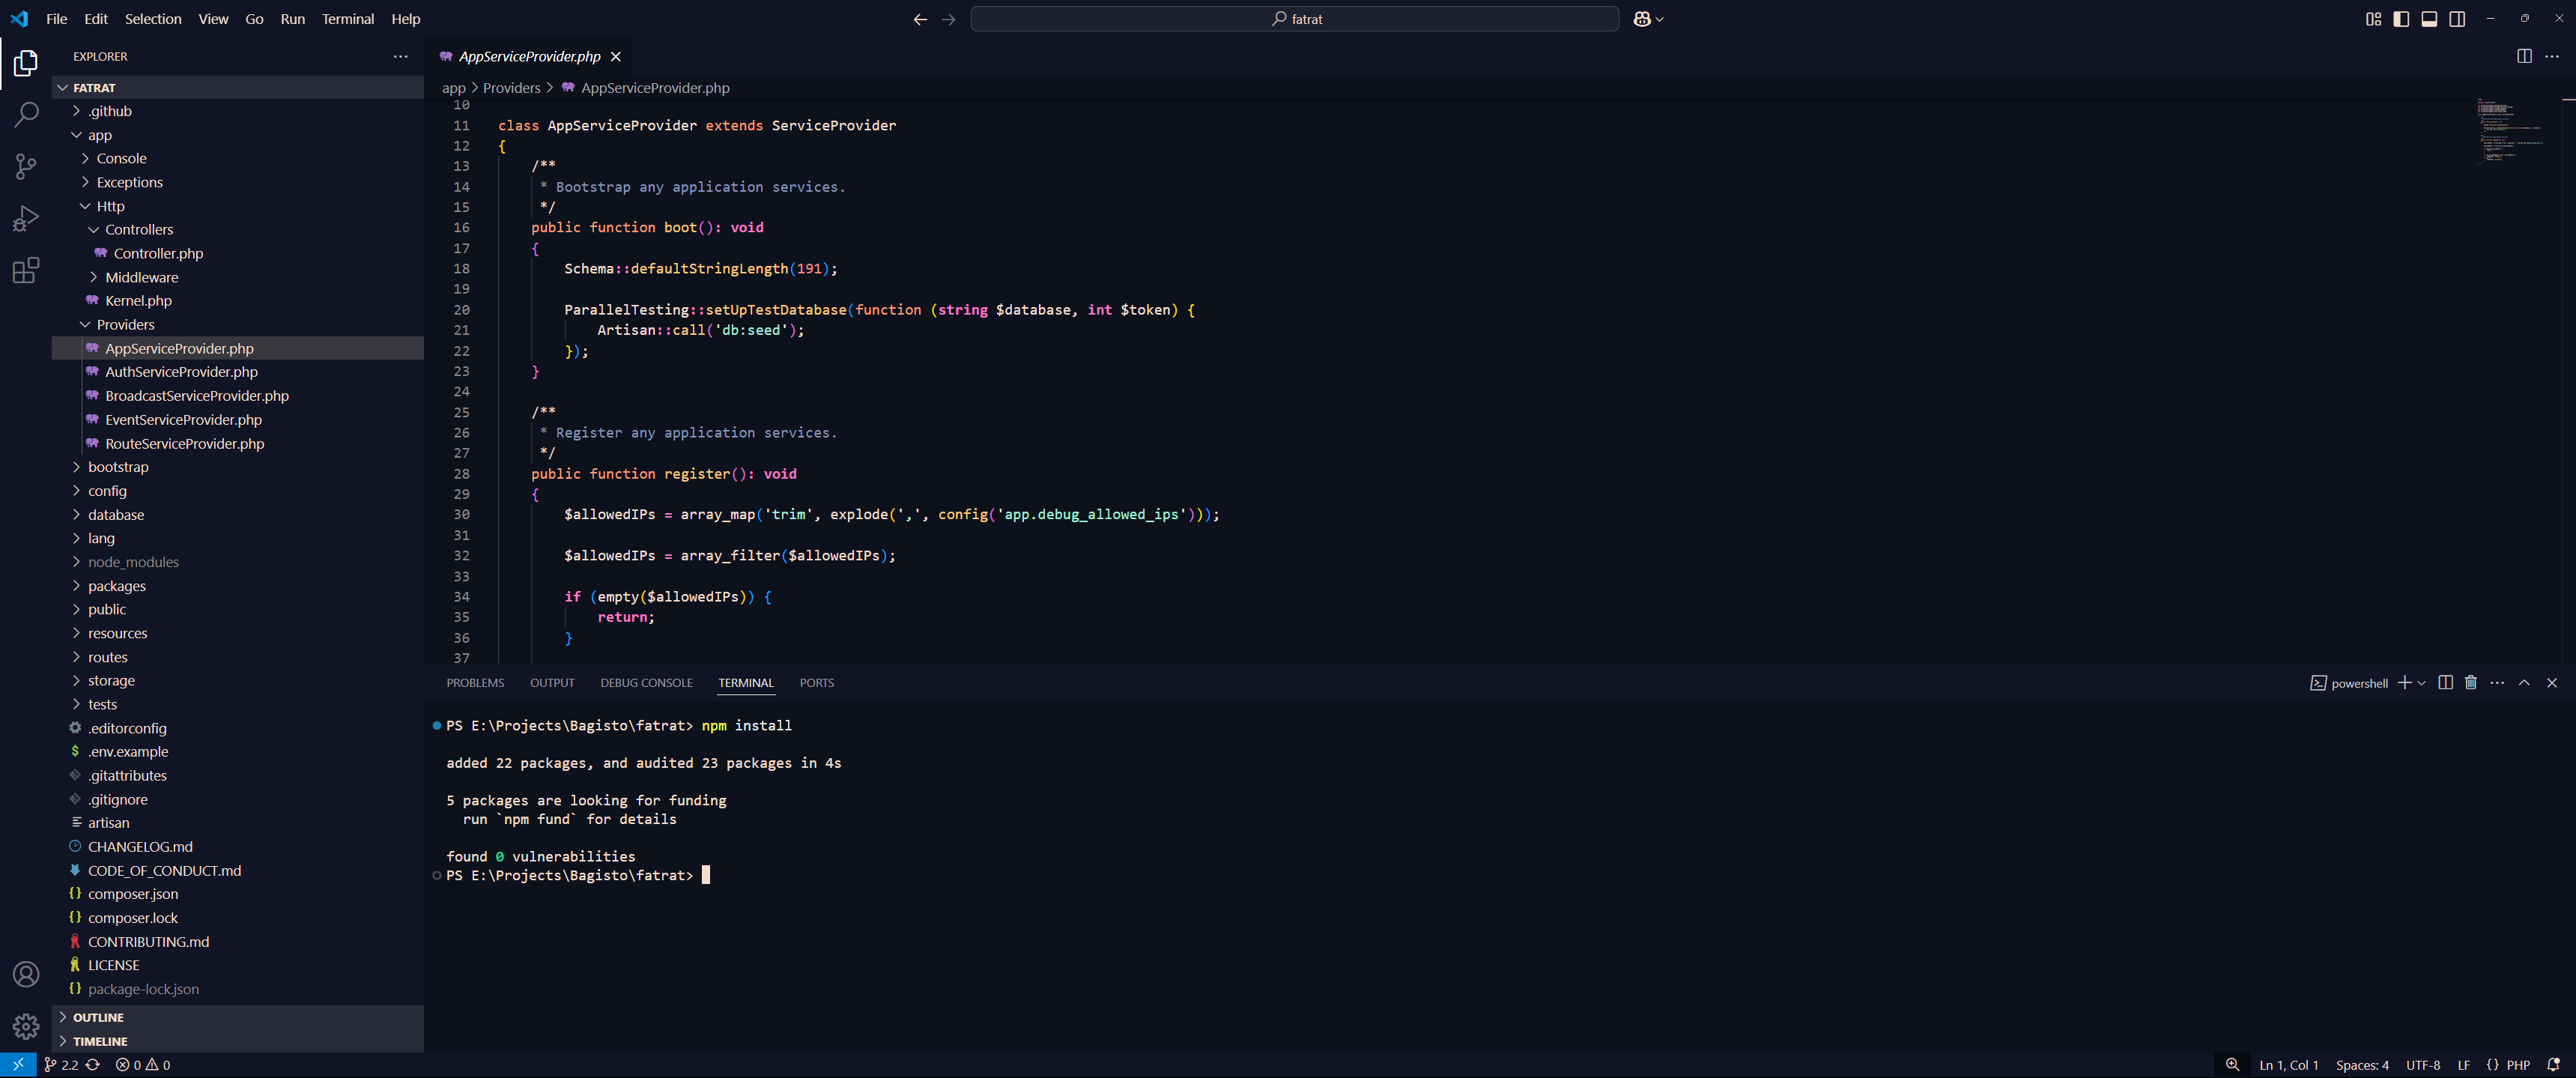 File Edit Selection View Go Run Terminal Help
fatrat
EXPLORER
FATRAT
.github
app
Console
Exceptions
Http
Controllers
Controller.php
Middleware
Kernel.php
Providers
AppServiceProvider.php
AuthServiceProvider.php
BroadcastServiceProvider.php
EventServiceProvider.php
RouteServiceProvider.php
bootstrap
config
database
lang
node_modules
packages
public
resources
routes
storage
tests
.editorconfig
.env.example
.gitattributes
.gitignore
artisan
CHANGELOG.md
CODE_OF_CONDUCT.md
composer.json
composer.lock
CONTRIBUTING.md
LICENSE
package-lock.json
OUTLINE
TIMELINE
AppServiceProvider.php
app > Providers > AppServiceProvider.php
10
11 class AppServiceProvider extends ServiceProvider
12 {
13 /**
14 * Bootstrap any application services.
15 */
16 public function boot(): void
17 {
18 Schema::defaultStringLength(191);
19
20 ParallelTesting::setUpTestDatabase(function (string $database, int $token) {
21 Artisan::call('db:seed');
22 });
23 }
24
25 /**
26 * Register any application services.
27 */
28 public function register(): void
29 {
30 $allowedIPs = array_map('trim', explode(',', config('app.debug_allowed_ips')));
31
32 $allowedIPs = array_filter($allowedIPs);
33
34 if (empty($allowedIPs)) {
35 return;
36 }
37
PROBLEMS OUTPUT DEBUG CONSOLE TERMINAL PORTS
powershell
PS E:\Projects\Bagisto\fatrat> npm install
added 22 packages, and audited 23 packages in 4s
5 packages are looking for funding
run `npm fund` for details
found 0 vulnerabilities
PS E:\Projects\Bagisto\fatrat>
2.2 0 0 Ln 1, Col 1 Spaces: 4 UTF-8 LF {} PHP